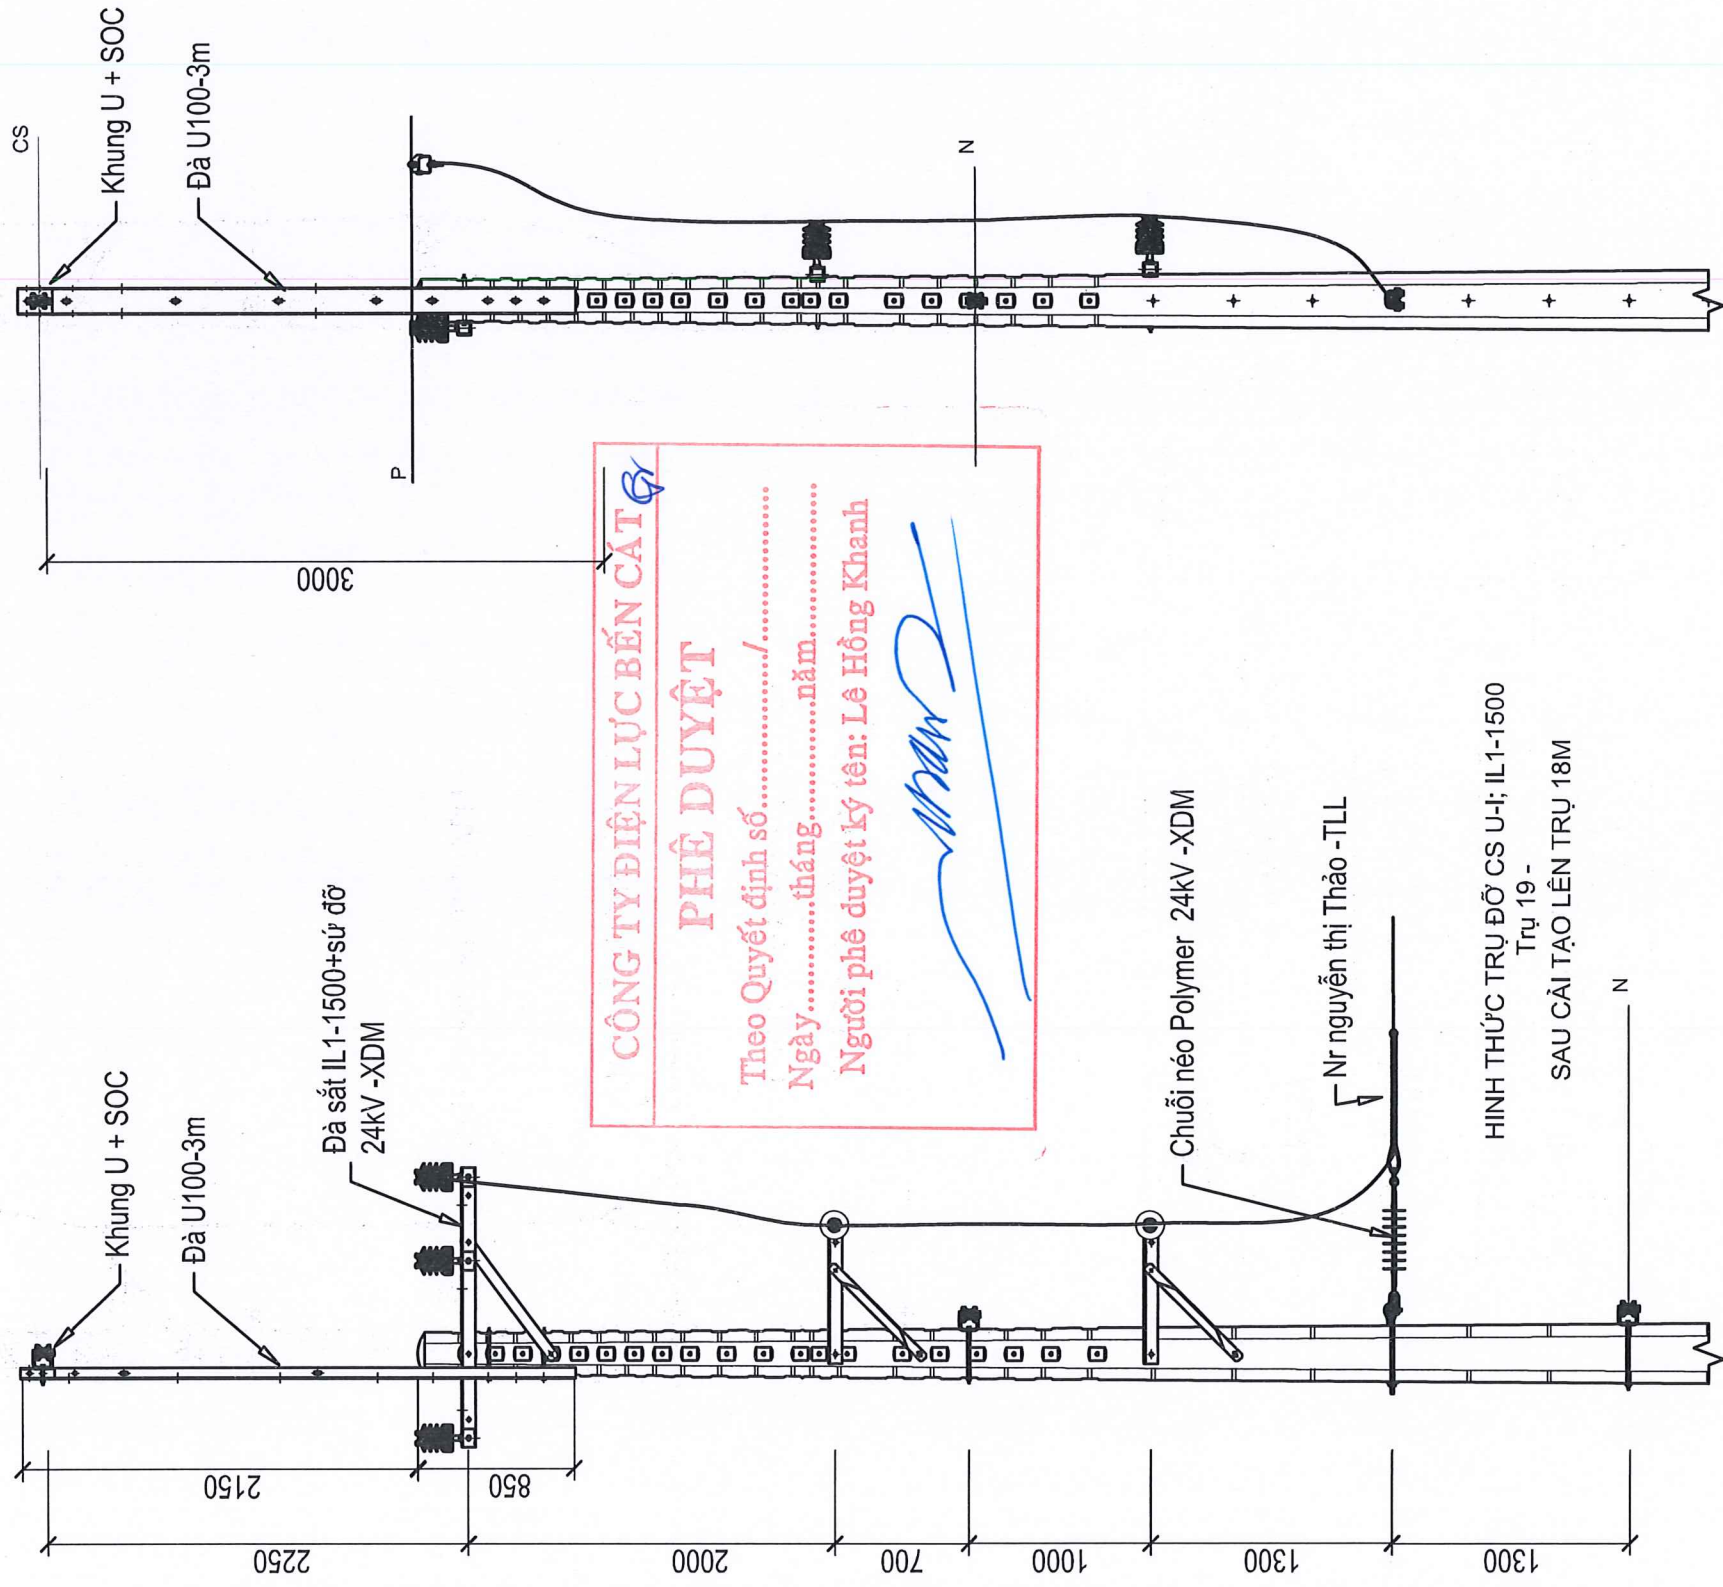 CS
Khung U + SOC
Đà U100-3m
P
N
3000
CÔNG TY ĐIỆN LỰC BẾN CÁT
PHÊ DUYỆT
Theo Quyết định số................/................
Ngày............tháng............năm................
Người phê duyệt ký tên: Lê Hồng Khanh
Khung U + SOC
Đà U100-3m
Đà sát IL1-1500+sứ đỡ
24kV -XDM
Chuỗi néo Polymer 24kV -XDM
Nr nguyễn thị Thảo -TLL
N
2150
850
2250
2000
700
1000
1300
1300
HINH THỨC TRỤ ĐỠ CS U-I; IL1-1500
Trụ 19 -
SAU CẢI TẠO LÊN TRỤ 18M